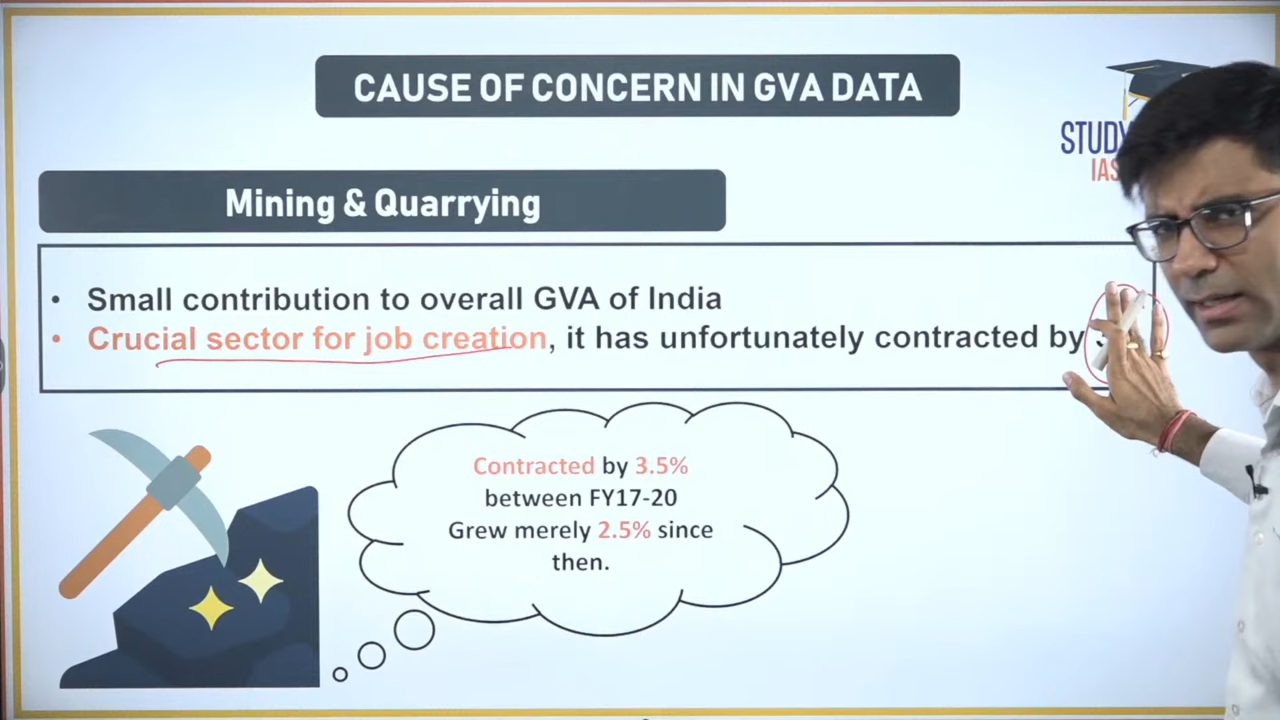 CAUSE OF CONCERN IN GVA DATA
STUDY
IAS
Mining & Quarrying
• Small contribution to overall GVA of India
• Crucial sector for job creation, it has unfortunately contracted by
Contracted by 3.5%
between FY17-20
Grew merely 2.5% since
then.